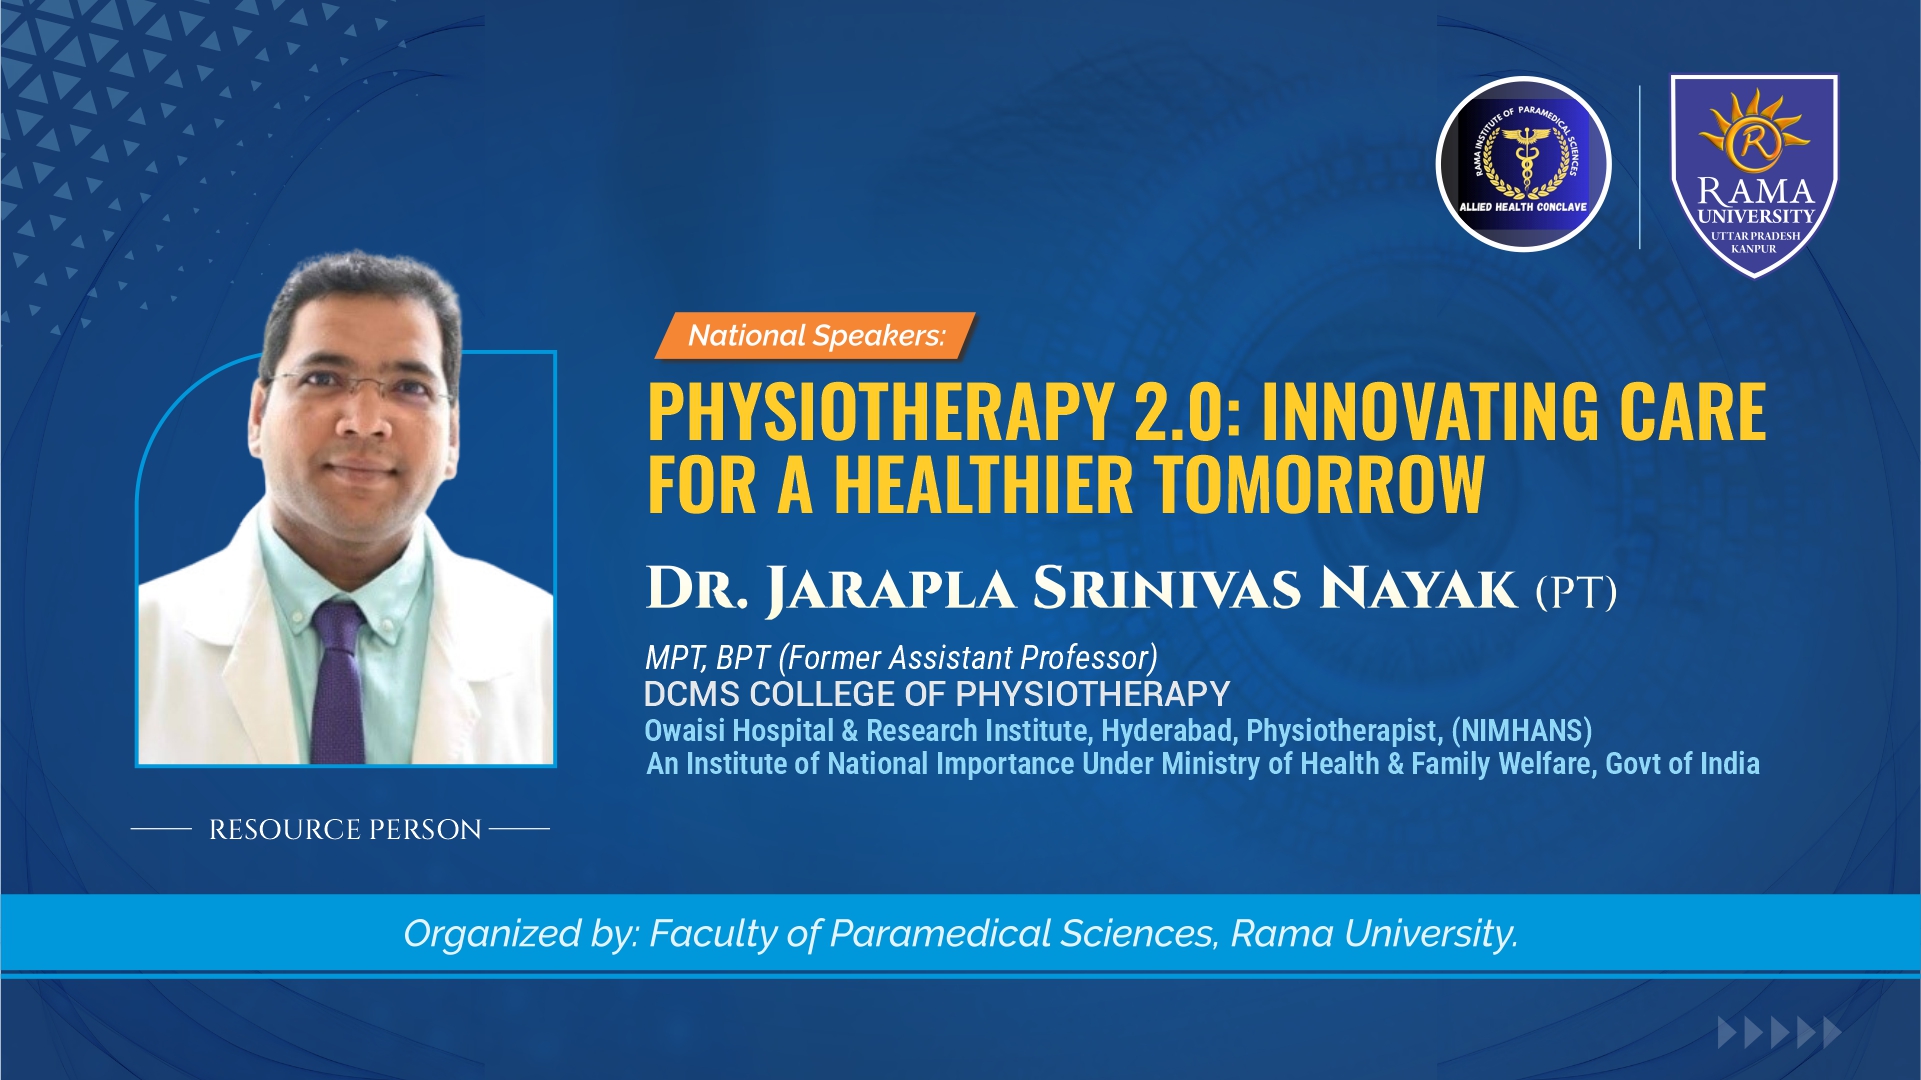 RAMA INSTITUTE OF PARAMEDICAL SCIENCES
ALLIED HEALTH CONCLAVE
R
RAMA
UNIVERSITY
UTTAR PRADESH
KANPUR
National Speakers:
PHYSIOTHERAPY 2.0: INNOVATING CARE
FOR A HEALTHIER TOMORROW
DR. JARAPLA SRINIVAS NAYAK (PT)
MPT, BPT (Former Assistant Professor)
DCMS COLLEGE OF PHYSIOTHERAPY
Owaisi Hospital & Research Institute, Hyderabad, Physiotherapist, (NIMHANS)
An Institute of National Importance Under Ministry of Health & Family Welfare, Govt of India
RESOURCE PERSON
Organized by: Faculty of Paramedical Sciences, Rama University.